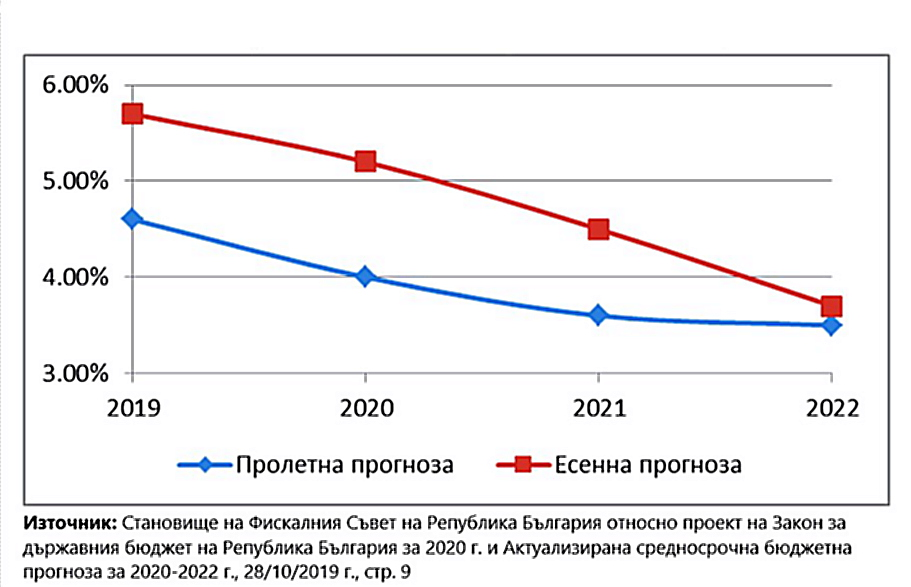 6.00%
5.00%
4.00%
3.00%
2019 2020 2021 2022
Пролетна прогноза Есенна прогноза
Източник: Становище на Фискалния Съвет на Република България относно проект на Закон за
държавния бюджет на Република България за 2020 г. и Актуализирана средносрочна бюджетна
прогноза за 2020-2022 г., 28/10/2019 г., стр. 9